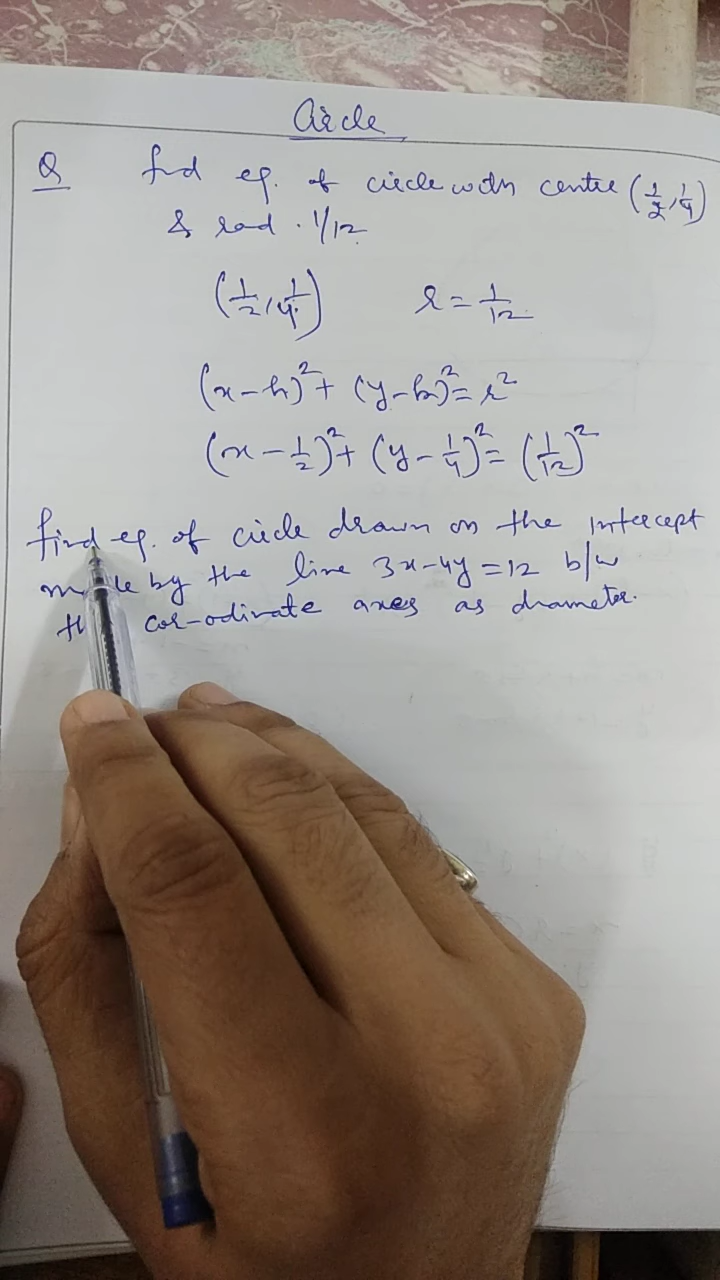 Circle
Q find eq. of circle with centre (1/2, 1/4)
& rad. 1/12
(1/2, 1/4) r = 1/12
(x-h)²+ (y-k)²= r²
(x - 1/2)²+ (y - 1/4)²= (1/12)²
find eq. of circle drawn on the intercept
by the line 3x-4y = 12 b/w
cor-odinate axes as diameter.